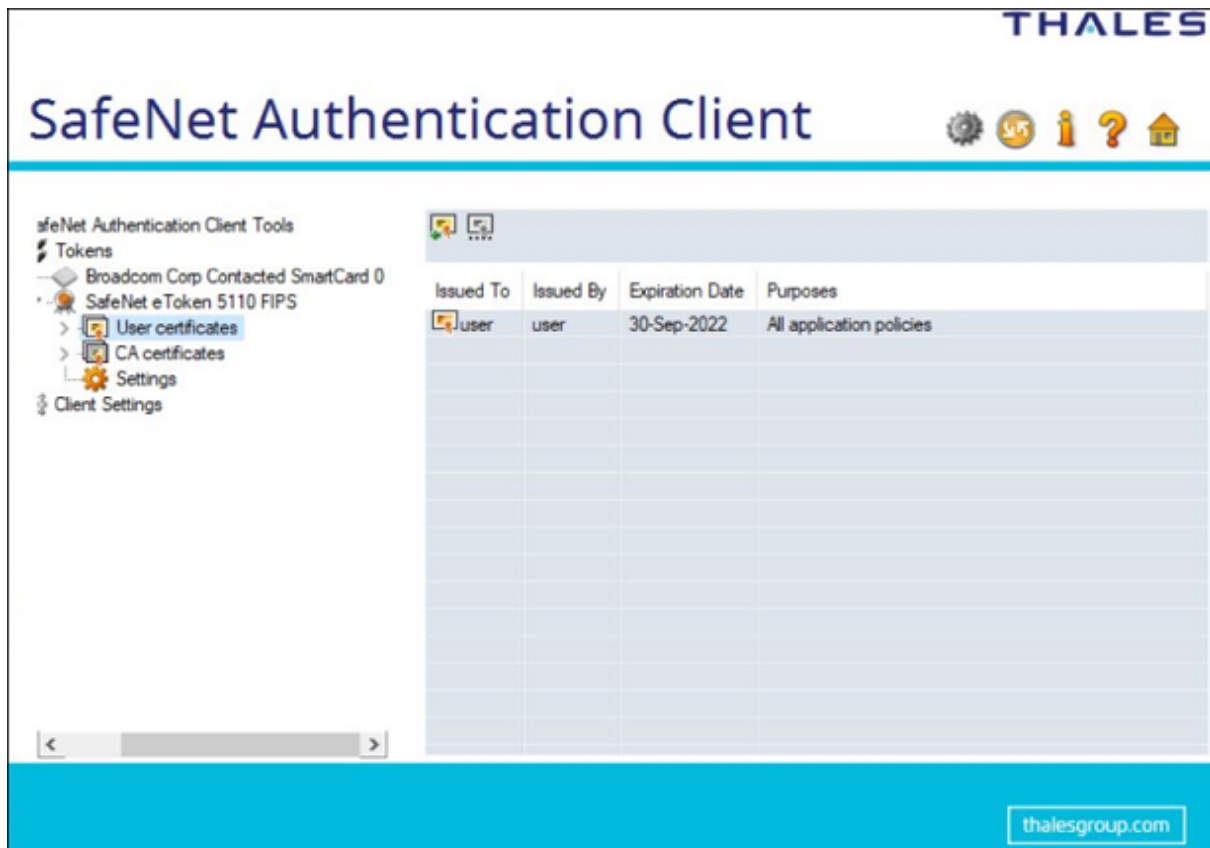 THALES
SafeNet Authentication Client
afeNet Authentication Client Tools
Tokens
Broadcom Corp Contacted SmartCard 0
SafeNet eToken 5110 FIPS
User certificates
CA certificates
Settings
Client Settings
Issued To Issued By Expiration Date Purposes
user user 30-Sep-2022 All application policies
thalesgroup.com